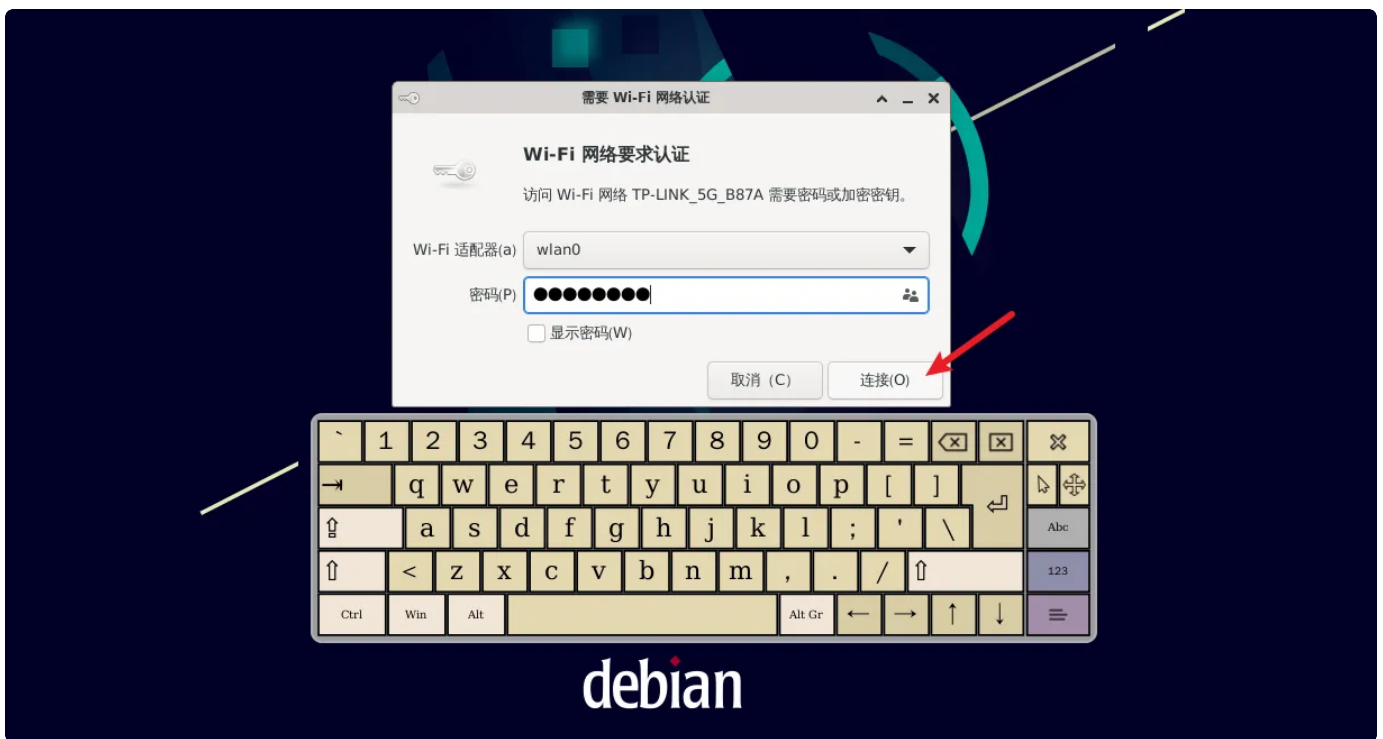 需要 Wi-Fi 网络认证
Wi-Fi 网络要求认证
访问 Wi-Fi 网络 TP-LINK_5G_B87A 需要密码或加密密钥。
Wi-Fi 适配器(a) wlan0
密码(P) ●●●●●●●●
显示密码(W)
取消（C） 连接(O)
` 1 2 3 4 5 6 7 8 9 0 - =
q w e r t y u i o p [ ]
a s d f g h j k l ; ' \ Abc
< z x c v b n m , . / 123
Ctrl Win Alt Alt Gr ← → ↑ ↓
debian